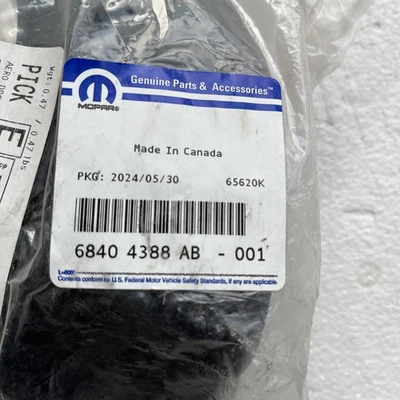 Genuine Parts & Accessories™
MOPAR®
Made In Canada
PKG: 2024/05/30 65620K
6840 4388 AB - 001
Contents conform to U.S. Federal Motor Vehicle Safety Standards, if any are applicable.
Wgt: 0.47 / 0.47 lbs
PICK E
AERO